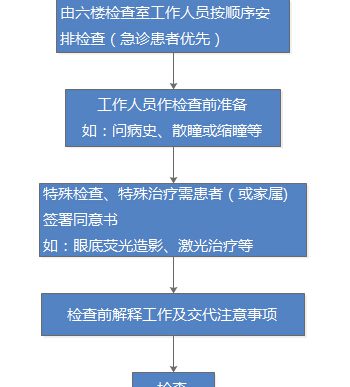 由六楼检查室工作人员按顺序安
排检查（急诊患者优先）
工作人员作检查前准备
如：问病史、散瞳或缩瞳等
特殊检查、特殊治疗需患者（或家属)
签署同意书
如：眼底荧光造影、激光治疗等
检查前解释工作及交代注意事项
检查